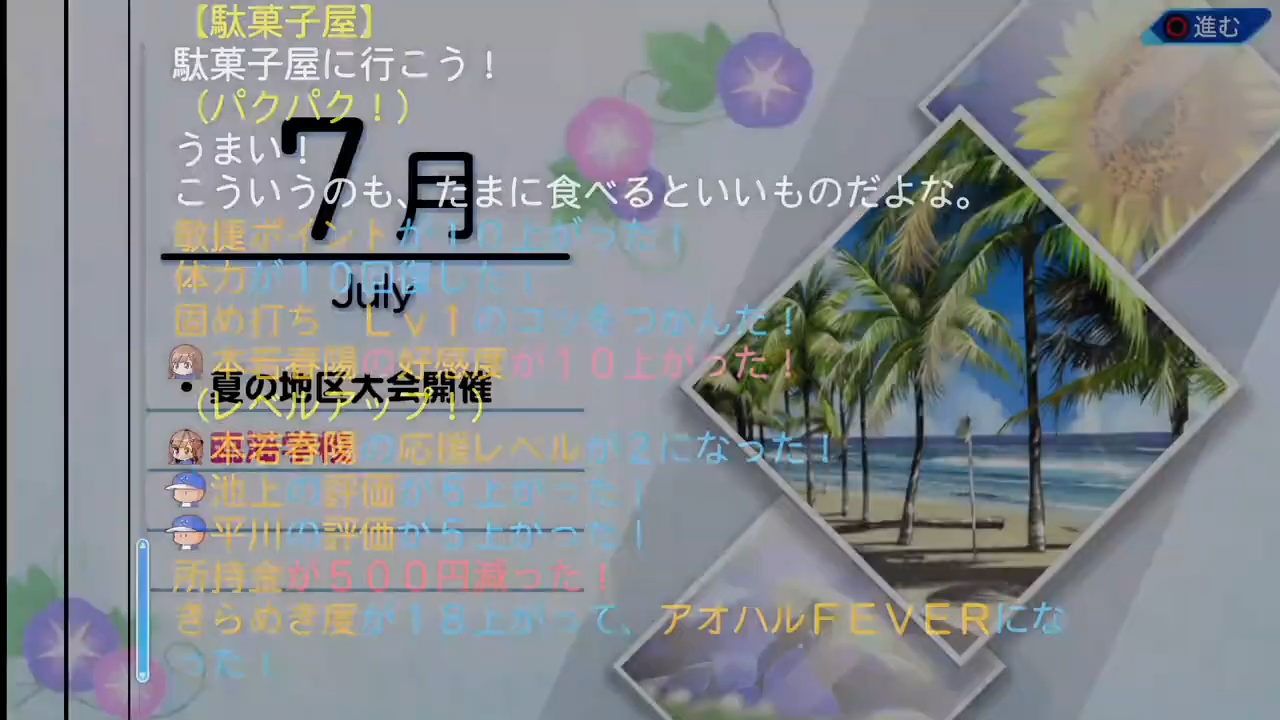 【駄菓子屋】
進む
駄菓子屋に行こう！
（パクパク！）
うまい！
こういうのも、たまに食べるといいものだよな。
7月
敏捷ポイントが１０上がった！
体力が１０回復した！
July
固め打ち　Ｌｖ１のコツをつかんだ！
本若春陽の好感度が１０上がった！
・夏の地区大会開催
（レベルアップ！）
本若春陽の応援レベルが２になった！
池上の評価が５上がった！
平川の評価が５上がった！
所持金が５００円減った！
きらめき度が１８上がって、アオハルＦＥＶＥＲにな
った！